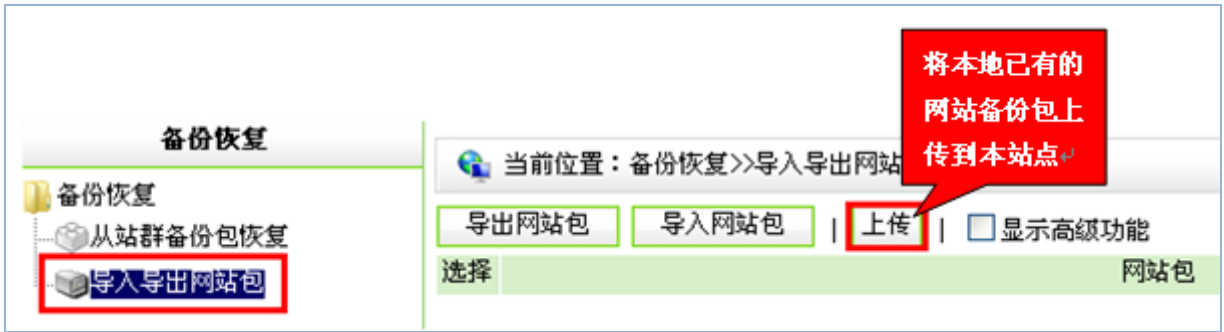 将本地已有的
网站备份包上
传到本站点↵
备份恢复
备份恢复
从站群备份包恢复
导入导出网站包
当前位置：备份恢复>>导入导出网站
导出网站包 导入网站包 | 上传 | 显示高级功能
选择 网站包